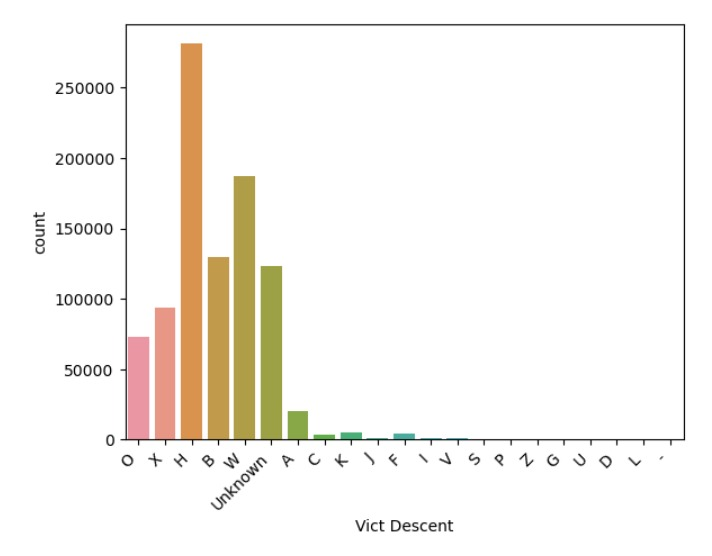 250000
200000
150000
100000
50000
0
count
O X H B W Unknown A C K J F I V S P Z G U D L -
Vict Descent